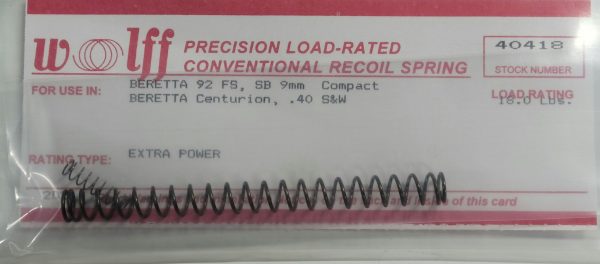 wolff
PRECISION LOAD-RATED
CONVENTIONAL RECOIL SPRING
40418
STOCK NUMBER
FOR USE IN:
BERETTA 92 FS, SB 9mm Compact
BERETTA Centurion, .40 S&W
LOAD RATING
18.0 Lbs.
RATING TYPE:
EXTRA POWER
of this card